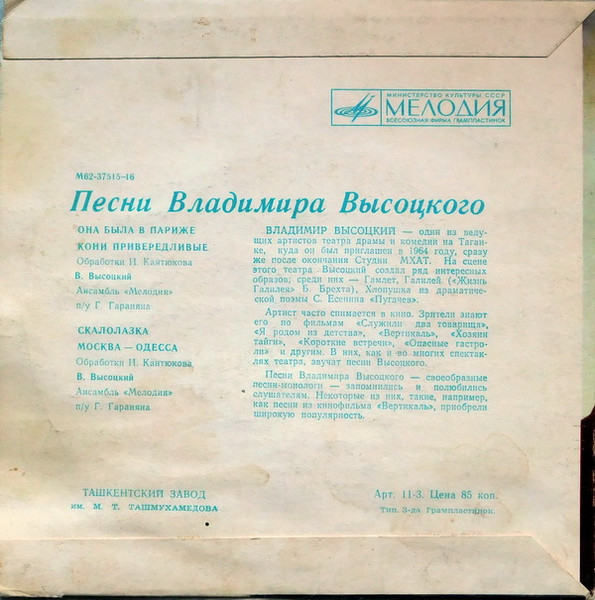 МИНИСТЕРСТВО КУЛЬТУРЫ СССР
МЕЛОДИЯ
ВСЕСОЮЗНАЯ ФИРМА ГРАМПЛАСТИНОК
М62-37515-16
Песни Владимира Высоцкого
ОНА БЫЛА В ПАРИЖЕ
КОНИ ПРИВЕРЕДЛИВЫЕ
Обработки И. Кантюкова
В. Высоцкий
Ансамбль «Мелодия»
п/у Г. Гараняна
СКАЛОЛАЗКА
МОСКВА — ОДЕССА
Обработки И. Кантюкова
В. Высоцкий
Ансамбль «Мелодия»
п/у Г. Гараняна
ВЛАДИМИР ВЫСОЦКИЙ — один из веду-
щих артистов театра драмы и комедии на Таган-
ке, куда он был приглашен в 1964 году, сразу
же после окончания Студии МХАТ. На сцене
этого театра Высоцкий создал ряд интересных
образов; среди них — Гамлет, Галилей («Жизнь
Галилея» Б. Брехта), Хлопуша из драматиче-
ской поэмы С. Есенина «Пугачев».
Артист часто снимается в кино. Зрители знают
его по фильмам «Служили два товарища»,
«Я родом из детства», «Вертикаль», «Хозяин
тайги», «Короткие встречи», «Опасные гастро-
ли» и другим. В них, как и во многих спектак-
лях театра, звучат песни Высоцкого.
Песни Владимира Высоцкого — своеобразные
песни-монологи — запомнились и полюбились
слушателям. Некоторые из них, такие, например,
как песни из кинофильма «Вертикаль», приобрели
широкую популярность.
ТАШКЕНТСКИЙ ЗАВОД
им. М. Т. ТАШМУХАМЕДОВА
Арт. 11-3. Цена 85 коп.
Тип. З-да Грампластинок.